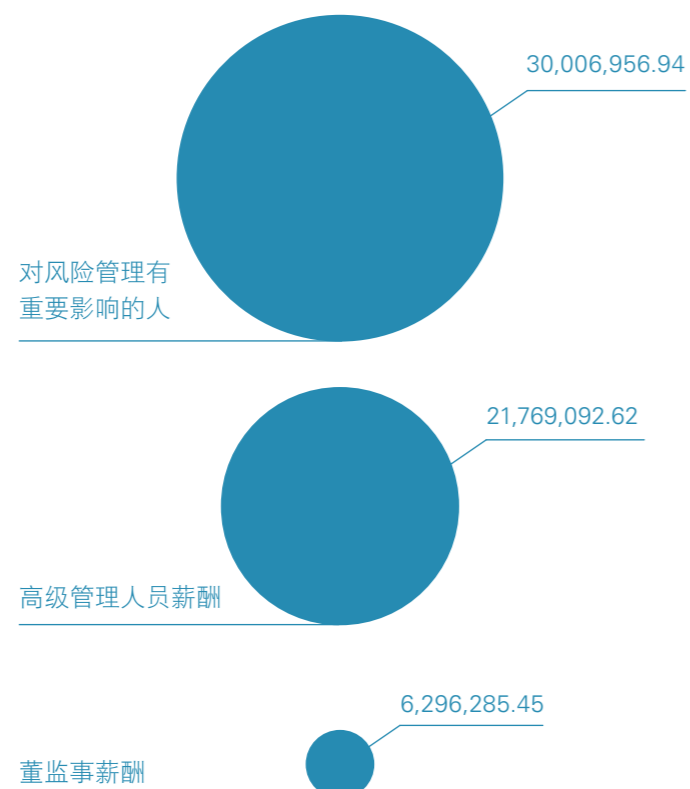 30,006,956.94
对风险管理有
重要影响的人
21,769,092.62
高级管理人员薪酬
6,296,285.45
董监事薪酬